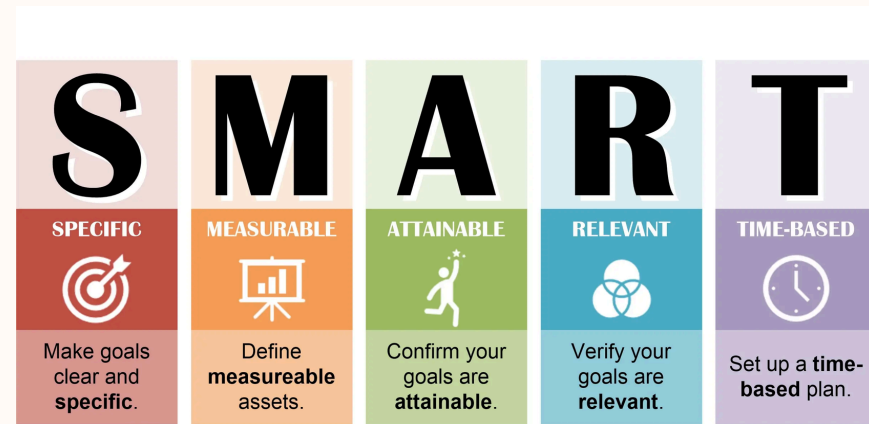 S M A R T
SPECIFIC
MEASURABLE
ATTAINABLE
RELEVANT
TIME-BASED
Make goals
clear and
specific.
Define
measureable
assets.
Confirm your
goals are
attainable.
Verify your
goals are
relevant.
Set up a time-
based plan.